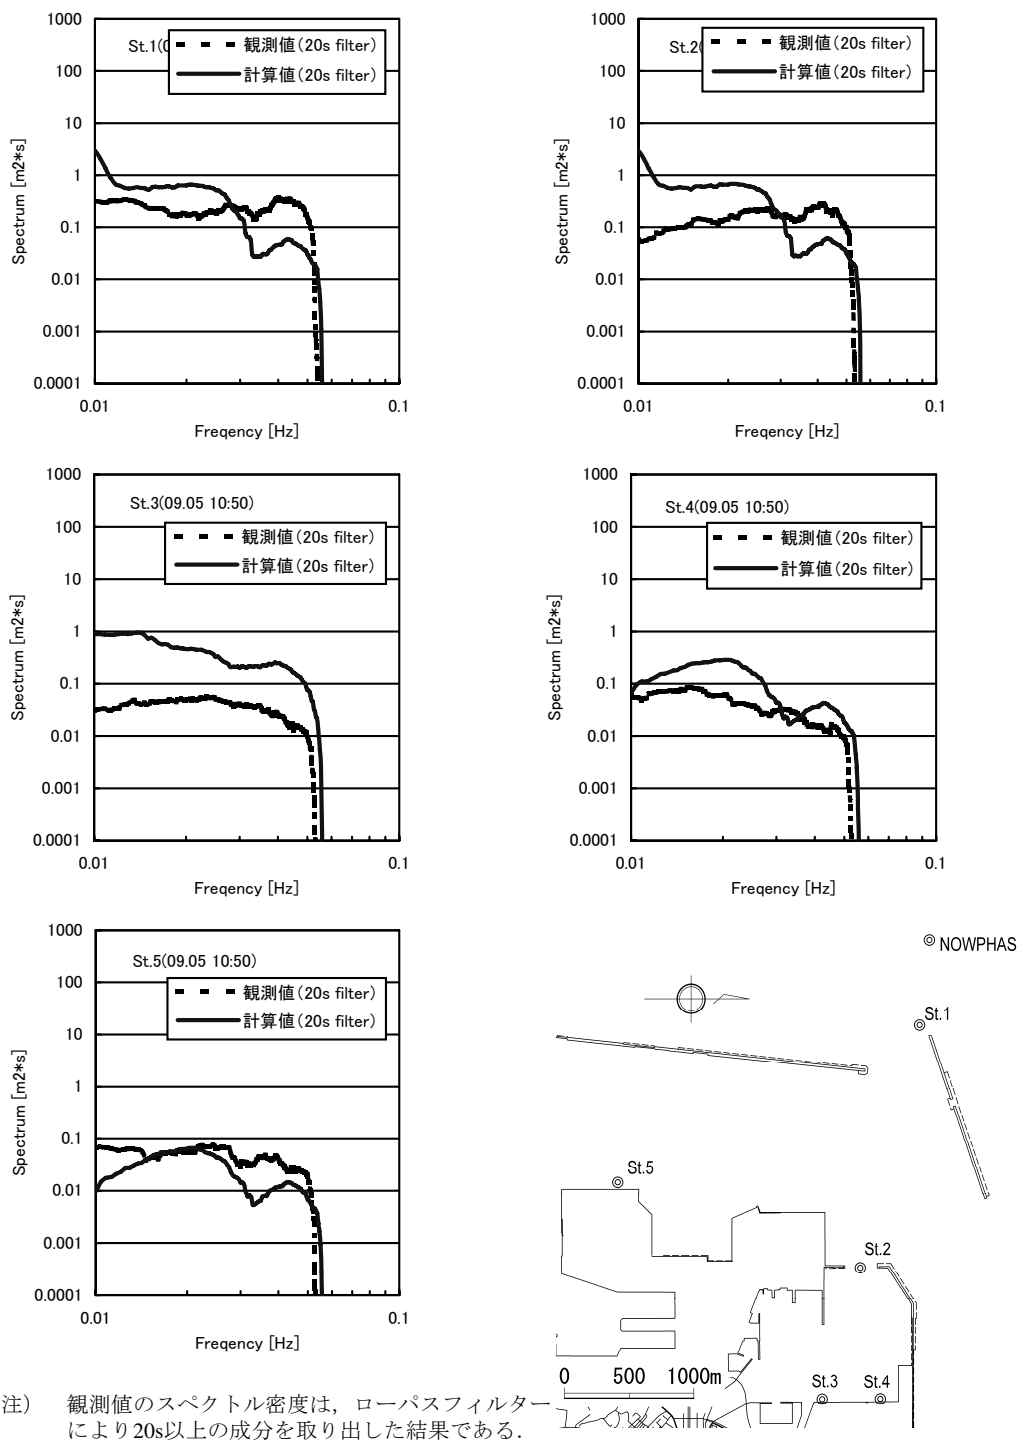 1000
100
10
1
0.1
0.01
0.001
0.0001
Spectrum [m2*s]
St.1(0
観測値(20s filter)
計算値(20s filter)
0.01
0.1
Freqency [Hz]
1000
100
10
1
0.1
0.01
0.001
0.0001
Spectrum [m2*s]
St.2(
観測値(20s filter)
計算値(20s filter)
0.01
0.1
Freqency [Hz]
1000
100
10
1
0.1
0.01
0.001
0.0001
Spectrum [m2*s]
St.3(09.05 10:50)
観測値(20s filter)
計算値(20s filter)
0.01
0.1
Freqency [Hz]
1000
100
10
1
0.1
0.01
0.001
0.0001
Spectrum [m2*s]
St.4(09.05 10:50)
観測値(20s filter)
計算値(20s filter)
0.01
0.1
Freqency [Hz]
1000
100
10
1
0.1
0.01
0.001
0.0001
Spectrum [m2*s]
St.5(09.05 10:50)
観測値(20s filter)
計算値(20s filter)
0.01
0.1
Freqency [Hz]
NOWPHAS
St.1
St.5
St.2
0 500 1000m
St.3
St.4
注) 観測値のスペクトル密度は,ローパスフィルター
により20s以上の成分を取り出した結果である.